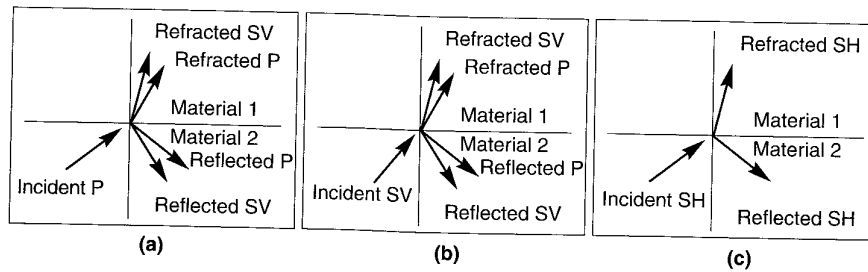 Refracted SV
Refracted P
Material 1
Material 2
Reflected P
Incident P
Reflected SV
(a)
Refracted SV
Refracted P
Material 1
Material 2
Reflected P
Incident SV
Reflected SV
(b)
Refracted SH
Material 1
Material 2
Incident SH
Reflected SH
(c)